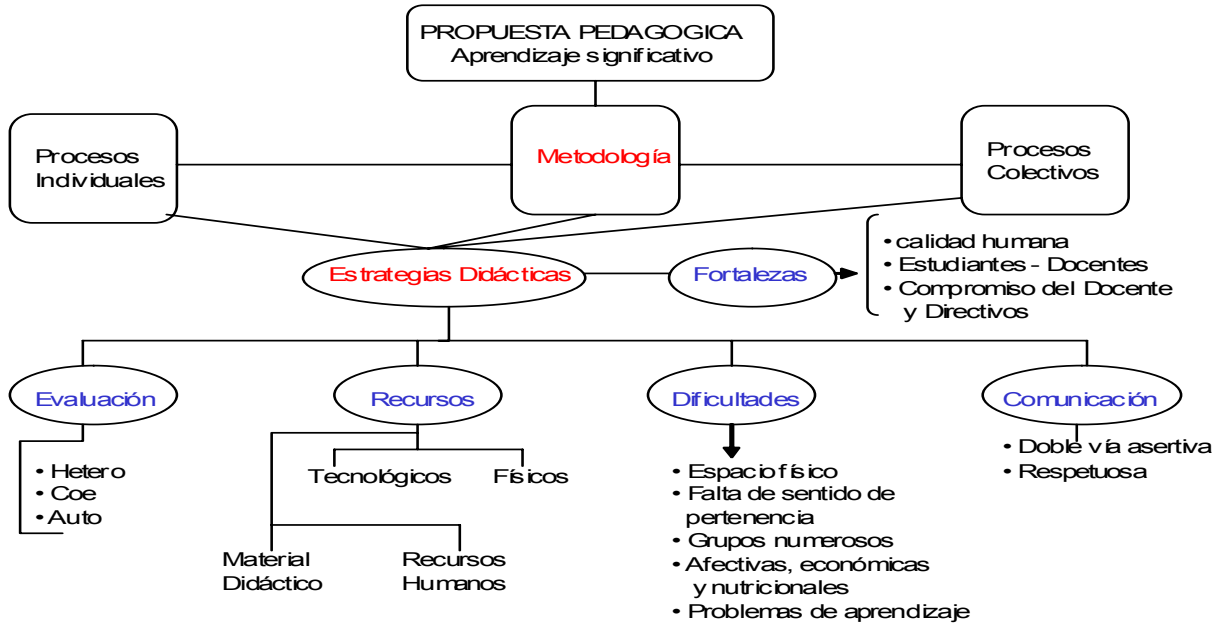 PROPUESTA PEDAGOGICA
Aprendizaje significativo
Procesos
Individuales
Metodología
Procesos
Colectivos
Estrategias Didácticas
Fortalezas
• calidad humana
• Estudiantes - Docentes
• Compromiso del Docente
y Directivos
Evaluación
Recursos
Dificultades
Comunicación
• Hetero
• Coe
• Auto
Tecnológicos
Físicos
Material
Didáctico
Recursos
Humanos
• Espacio físico
• Falta de sentido de
pertenencia
• Grupos numerosos
• Afectivas, económicas
y nutricionales
• Problemas de aprendizaje
• Doble vía asertiva
• Respetuosa